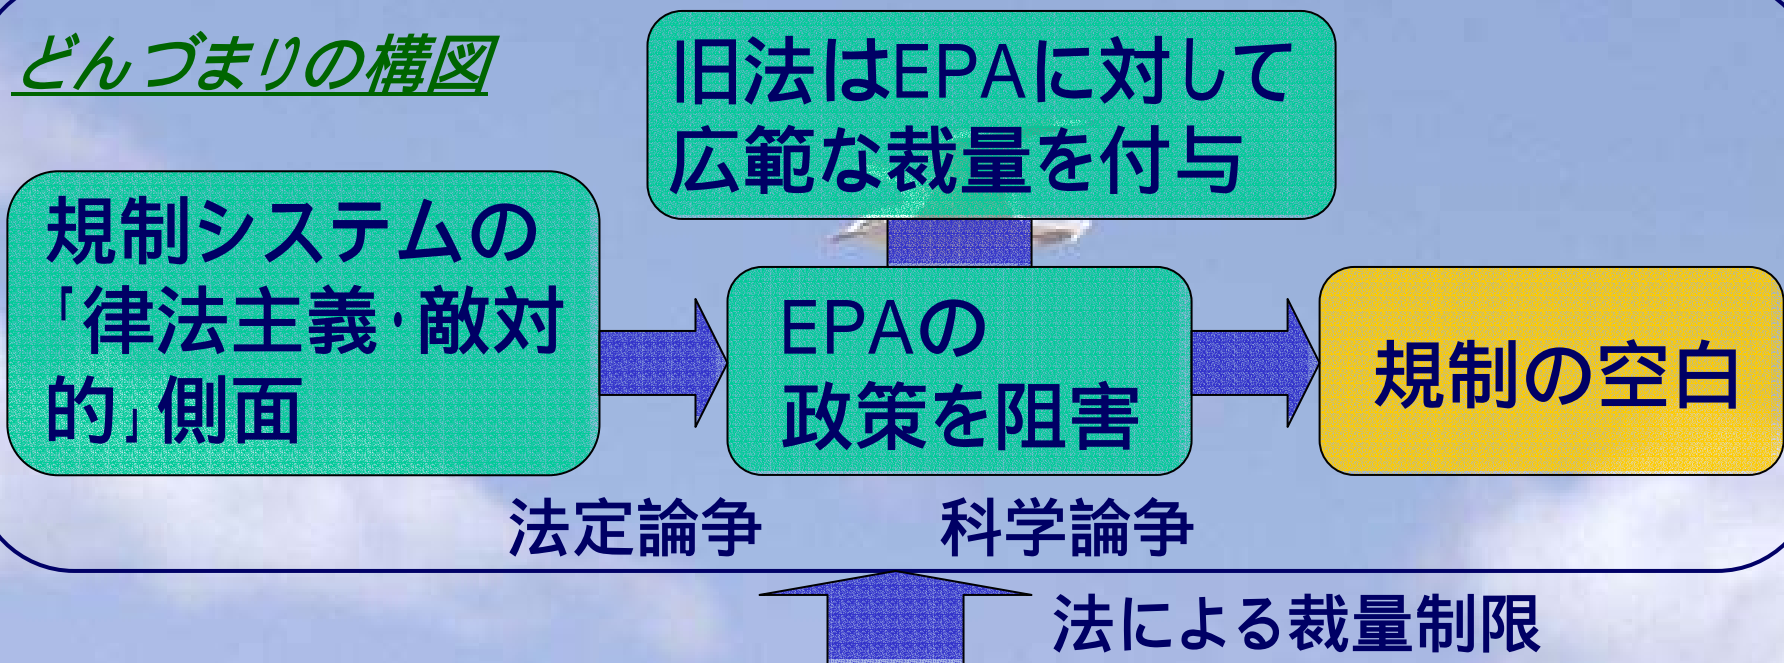 どんづまりの構図
旧法はEPAに対して
広範な裁量を付与
規制システムの
「律法主義・敵対
的」側面
EPAの
政策を阻害
規制の空白
法定論争
科学論争
法による裁量制限